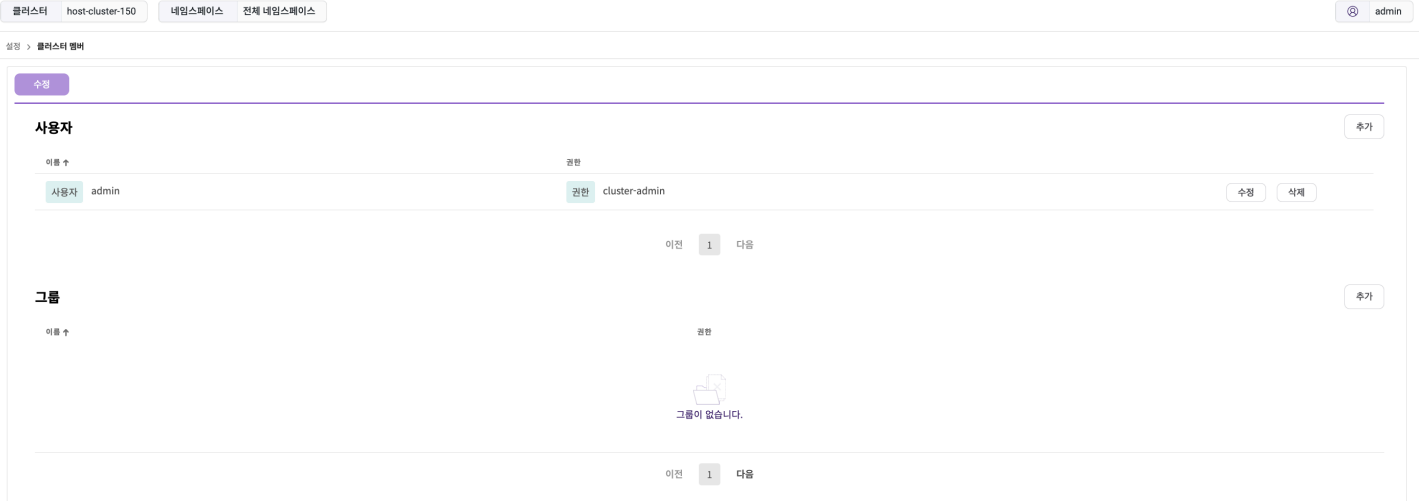 클러스터 host-cluster-150 네임스페이스 전체 네임스페이스 admin
설정 > 클러스터 멤버
수정
사용자 추가
이름 ↑ 권한
사용자 admin 권한 cluster-admin 수정 삭제
이전 1 다음
그룹 추가
이름 ↑ 권한
그룹이 없습니다.
이전 1 다음